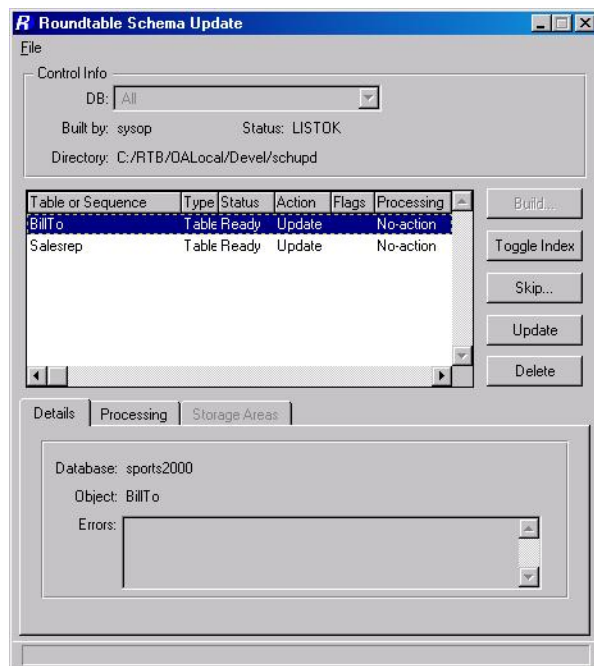 R Roundtable Schema Update
File
Control Info
DB: All
Built by: sysop Status: LISTOK
Directory: C:/RTB/OALocal/Devel/schupd
Table or Sequence Type Status Action Flags Processing
BillTo Table Ready Update No-action
Salesrep Table Ready Update No-action
Build...
Toggle Index
Skip...
Update
Delete
Details Processing Storage Areas
Database: sports2000
Object: BillTo
Errors: